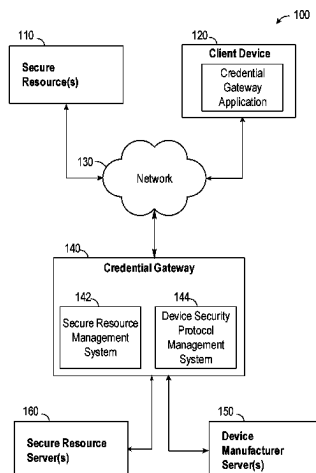 100
110
Secure
Resource(s)
120
Client Device
Credential
Gateway
Application
130
Network
140
Credential Gateway
142
Secure Resource
Management
System
144
Device Security
Protocol
Management
System
160
Secure Resource
Server(s)
150
Device
Manufacturer
Server(s)